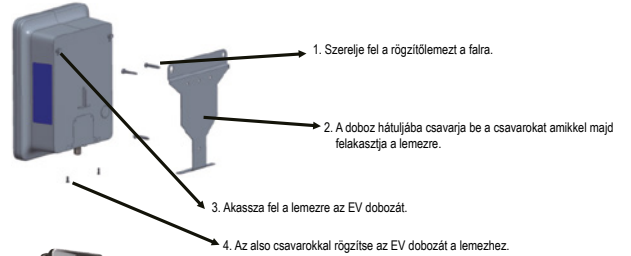 1. Szerelje fel a rögzítőlemezt a falra.
2. A doboz hátuljába csavarja be a csavarokat amikkel majd
felakasztja a lemezre.
3. Akassza fel a lemezre az EV dobozát.
4. Az also csavarokkal rögzítse az EV dobozát a lemezhez.